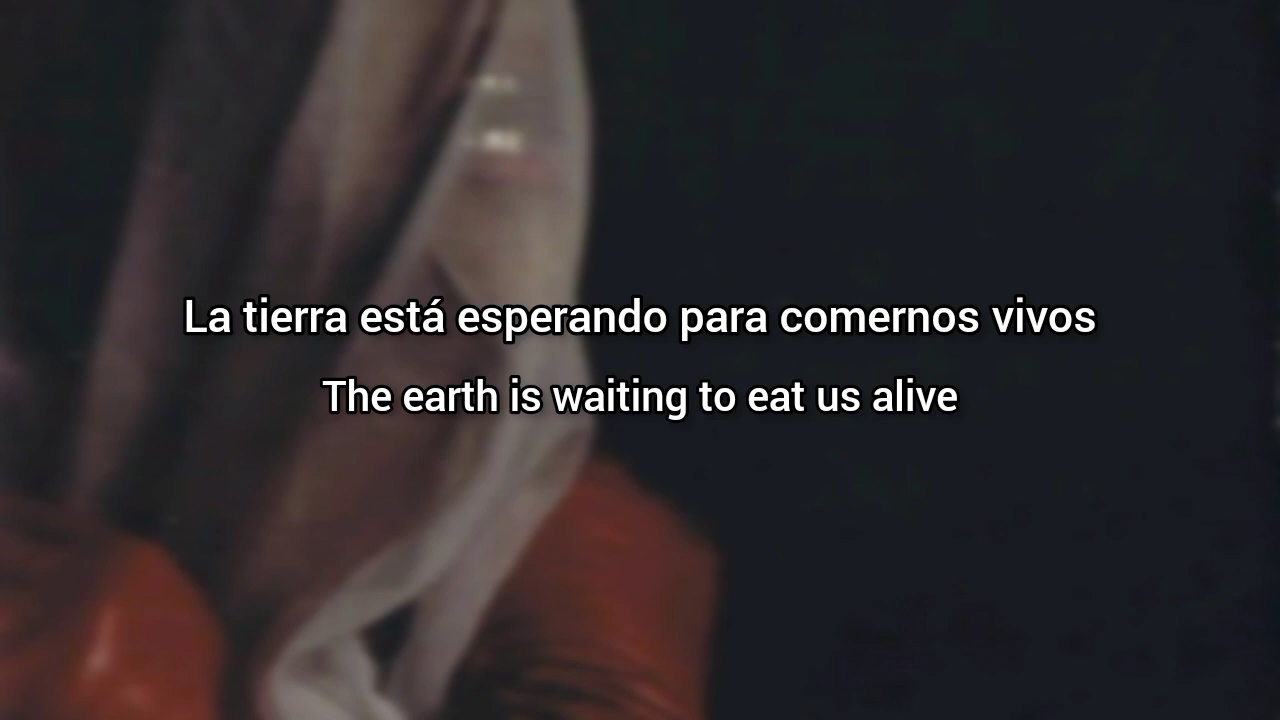 La tierra está esperando para comernos vivos
The earth is waiting to eat us alive